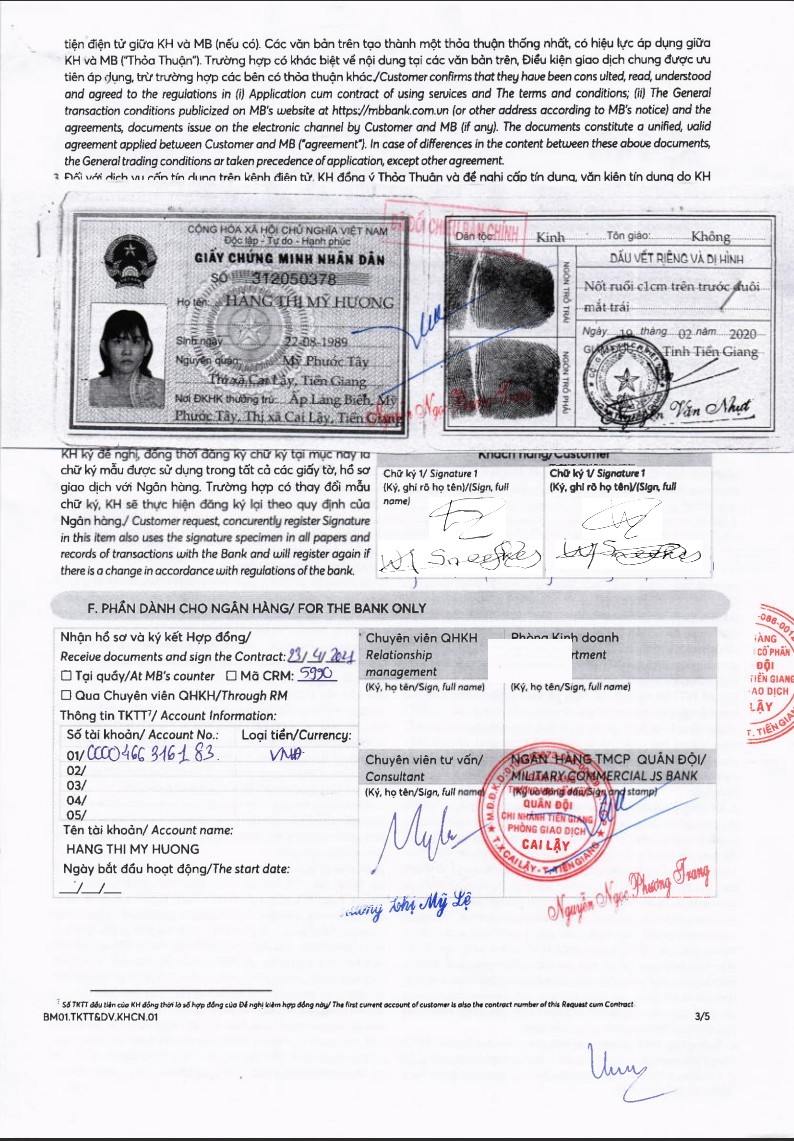 tiện điện tử giữa KH và MB (nếu có). Các văn bản trên tạo thành một thỏa thuận thống nhất, có hiệu lực áp dụng giữa
KH và MB ("Thỏa Thuận"). Trường hợp có khác biệt về nội dung tại các văn bản trên, Điều kiện giao dịch chung được ưu
tiên áp dụng, trừ trường hợp các bên có thỏa thuận khác./Customer confirms that they have been cons ulted, read, understood
and agreed to the regulations in (i) Application cum contract of using services and The terms and conditions; (ii) The General
transaction conditions publicized on MB's website at https://mbbank.com.vn (or other address according to MB's notice) and the
agreements, documents issue on the electronic channel by Customer and MB (if any). The documents constitute a unified, valid
agreement applied between Customer and MB ("agreement"). In case of differences in the content between these above documents,
the General trading conditions ar taken precedence of application, except other agreement.
3 Đối với dịch vụ cấp tín dụng trên kênh điện tử, KH đồng ý Thỏa Thuận và đề nghị cấp tín dụng, văn kiện tín dụng do KH
CỘNG HÒA XÃ HỘI CHỦ NGHĨA VIỆT NAM
Độc lập - Tự do - Hạnh phúc
GIẤY CHỨNG MINH NHÂN DÂN
SỐ 312050378
Họ tên: HANG THỊ MỸ HƯƠNG
Sinh ngày 22-08-1989
Nguyên quán: Mỹ Phước Tây
Thị xã Cai Lậy, Tiền Giang
Nơi ĐKHK thường trú: Ấp Láng Biển, Mỹ
Phước Tây, Thị xã Cai Lậy, Tiền Giang
ĐÃ ĐỐI CHIẾU BẢN CHÍNH
Dân tộc: Kinh Tôn giáo: Không
NGÓN TRỎ TRÁI
NGÓN TRỎ PHẢI
DẤU VẾT RIÊNG VÀ DỊ HÌNH
Nốt ruồi c1cm trên trước đuôi
mắt trái
Ngày 19 tháng 02 năm 2020
Tỉnh Tiền Giang
Nguyễn Văn Nhựt
Nguyễn Ngọc Phương Trang
KH ký đề nghị, đồng thời đăng ký chữ ký tại mục này là
chữ ký mẫu được sử dụng trong tất cả các giấy tờ, hồ sơ
giao dịch với Ngân hàng. Trường hợp có thay đổi mẫu
chữ ký, KH sẽ thực hiện đăng ký lại theo quy định của
Ngân hàng./ Customer request, concurently register Signature
in this item also uses the signature specimen in all papers and
records of transactions with the Bank and will register again if
there is a change in accordance with regulations of the bank.
Khách hàng/Customer
Chữ ký 1/ Signature 1
(Ký, ghi rõ họ tên)/(Sign, full
name)
Chữ ký 1/ Signature 1
(Ký, ghi rõ họ tên)/(Sign, full
F. PHẦN DÀNH CHO NGÂN HÀNG/ FOR THE BANK ONLY
Nhận hồ sơ và ký kết Hợp đồng/
Receive documents and sign the Contract: 23/4/2021
☐ Tại quầy/At MB's counter ☐ Mã CRM: 5990
☐ Qua Chuyên viên QHKH/Through RM
Thông tin TKTT⁷/ Account Information:
Số tài khoản/ Account No.: Loại tiền/Currency:
01/ 0000466316183 VNĐ
02/
03/
04/
05/
Tên tài khoản/ Account name:
HANG THI MY HUONG
Ngày bắt đầu hoạt động/The start date:
__/__/__
Chuyên viên QHKH
Relationship
management
(Ký, họ tên/Sign, full name)
Phòng Kinh doanh
rtment
(Ký, họ tên/Sign, full name)
Chuyên viên tư vấn/
Consultant
(Ký, họ tên/Sign, full name)
NGÂN HÀNG TMCP QUÂN ĐỘI/
MILITARY COMMERCIAL JS BANK
(Ký và đóng dấu/Sign and stamp)
QUÂN ĐỘI
CHI NHÁNH TIỀN GIANG
PHÒNG GIAO DỊCH
CAI LẬY
T.X CAI LẬY - T. TIỀN GIANG
Thị Mỹ Lệ
Nguyễn Ngọc Phương Trang
-086-001
HÀNG
CỔ PHẦN
ĐỘI
TIỀN GIANG
GIAO DỊCH
LẬY
T. TIỀN GIANG
⁷ Số TKTT đầu tiên của KH đồng thời là số hợp đồng của Đề nghị kiêm hợp đồng này/ The first current account of customer is also the contract number of this Request cum Contract.
BM01.TKTT&DV.KHCN.01 3/5